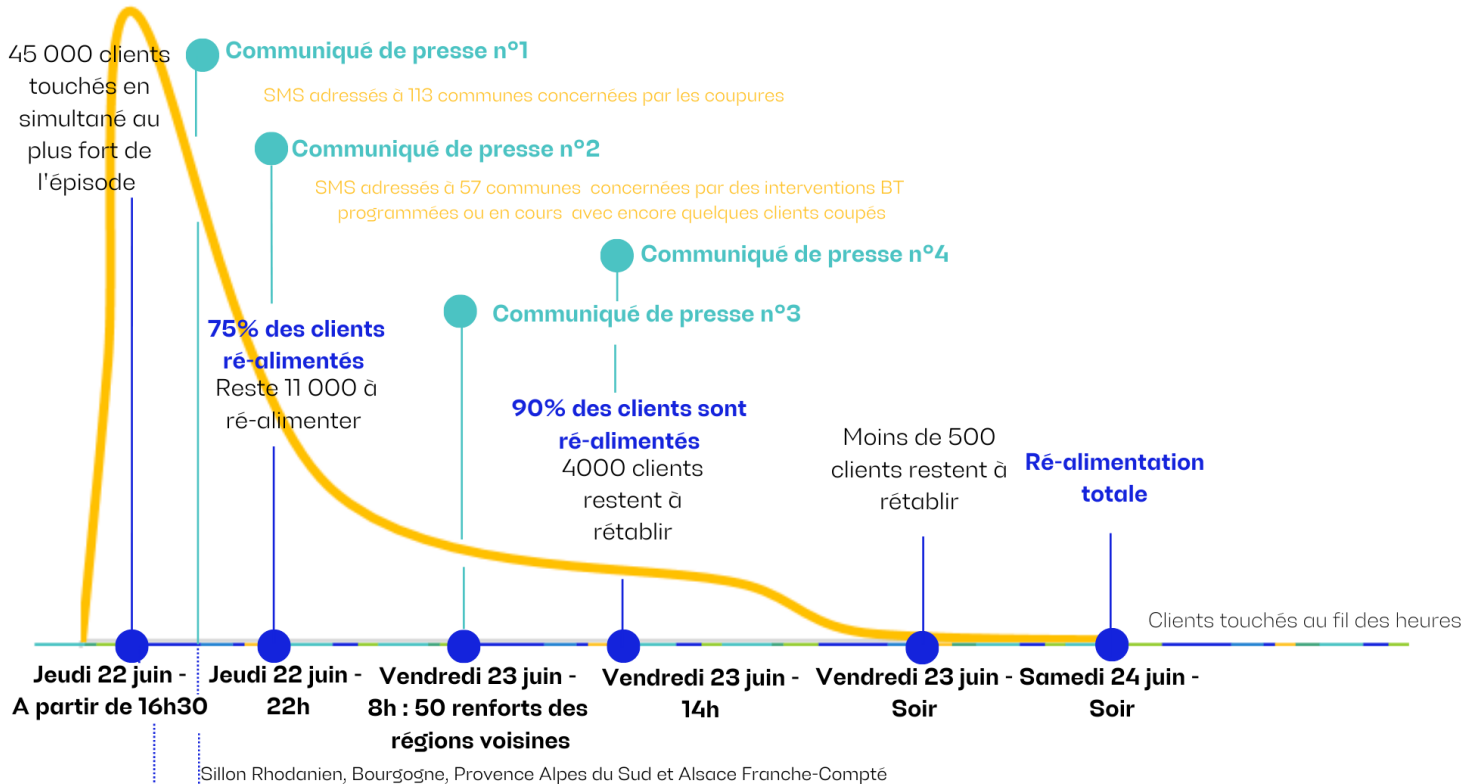 45 000 clients
touchés en
simultané au
plus fort de
l'épisode
Communiqué de presse n°1
SMS adressés à 113 communes concernées par les coupures
Communiqué de presse n°2
SMS adressés à 57 communes concernées par des interventions BT
programmées ou en cours avec encore quelques clients coupés
Communiqué de presse n°4
Communiqué de presse n°3
75% des clients
ré-alimentés
Reste 11 000 à
ré-alimenter
90% des clients sont
ré-alimentés
4000 clients
restent à
rétablir
Moins de 500
clients restent à
rétablir
Ré-alimentation
totale
Clients touchés au fil des heures
Jeudi 22 juin -
A partir de 16h30
Jeudi 22 juin -
22h
Vendredi 23 juin -
8h : 50 renforts des
régions voisines
Vendredi 23 juin -
14h
Vendredi 23 juin -
Soir
Samedi 24 juin -
Soir
Sillon Rhodanien, Bourgogne, Provence Alpes du Sud et Alsace Franche-Compté